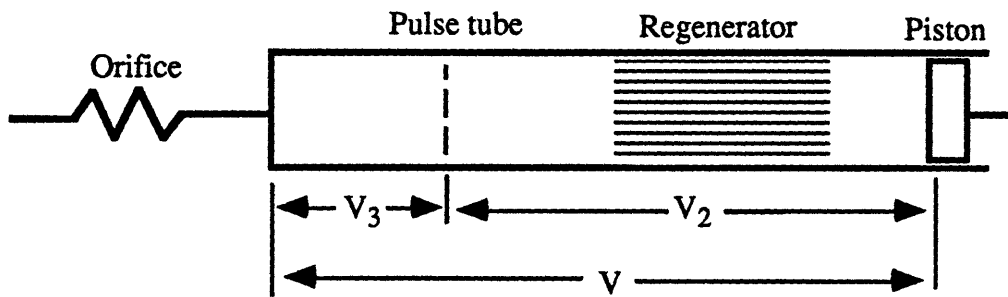 Pulse tube
Regenerator
Piston
Orifice
V3
V2
V